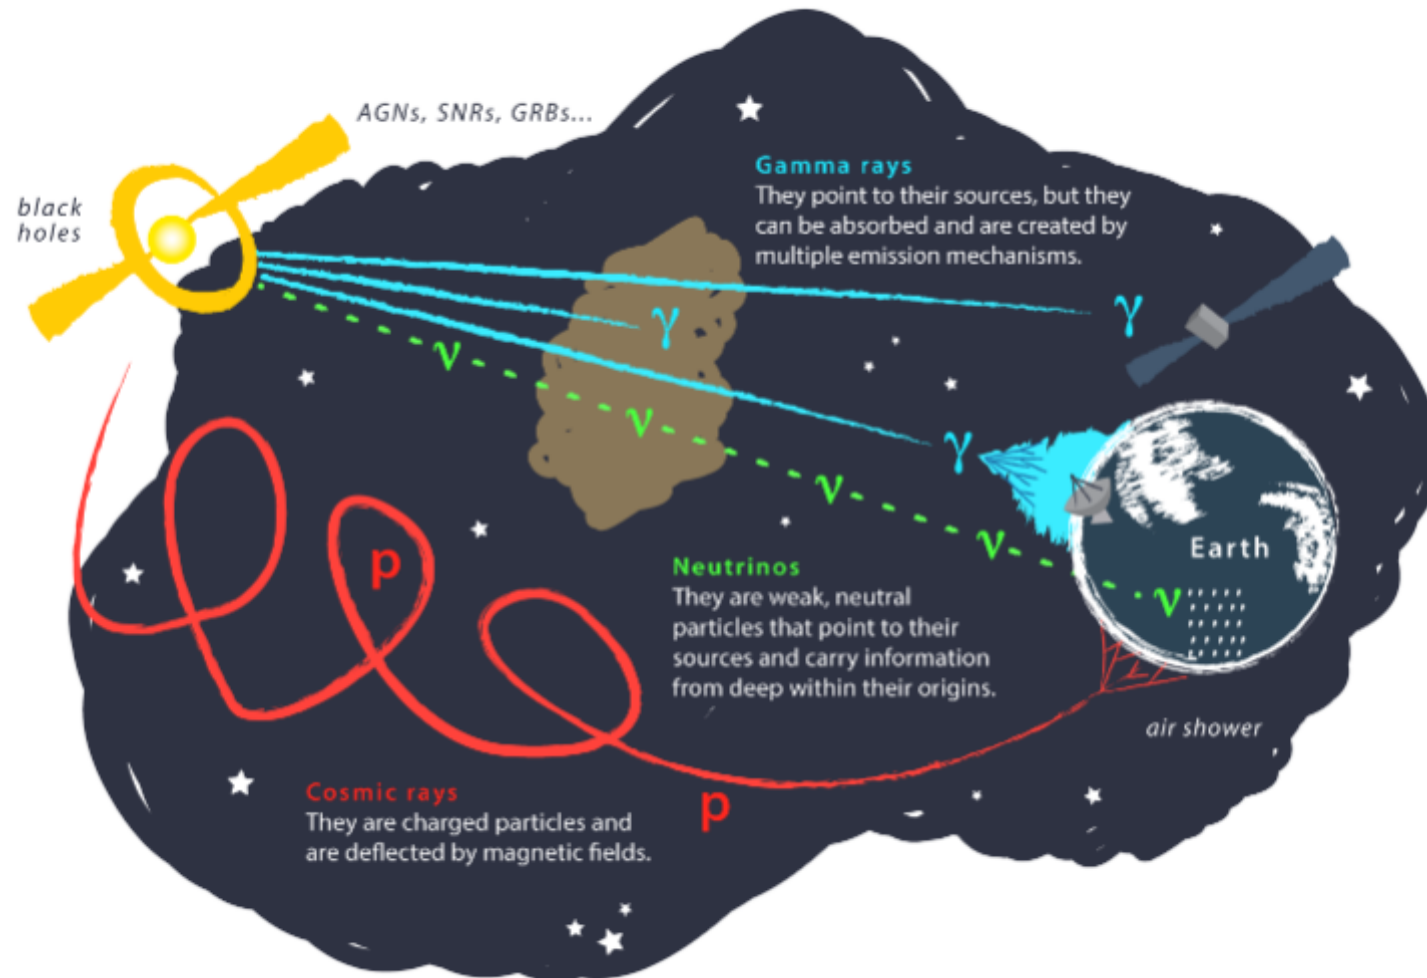 AGNs, SNRs, GRBs...
black
holes
Gamma rays
They point to their sources, but they
can be absorbed and are created by
multiple emission mechanisms.
γ
γ
ν
ν
γ
ν
ν
p
Earth
Neutrinos
They are weak, neutral
particles that point to their
sources and carry information
from deep within their origins.
ν
air shower
Cosmic rays
They are charged particles and
are deflected by magnetic fields.
p